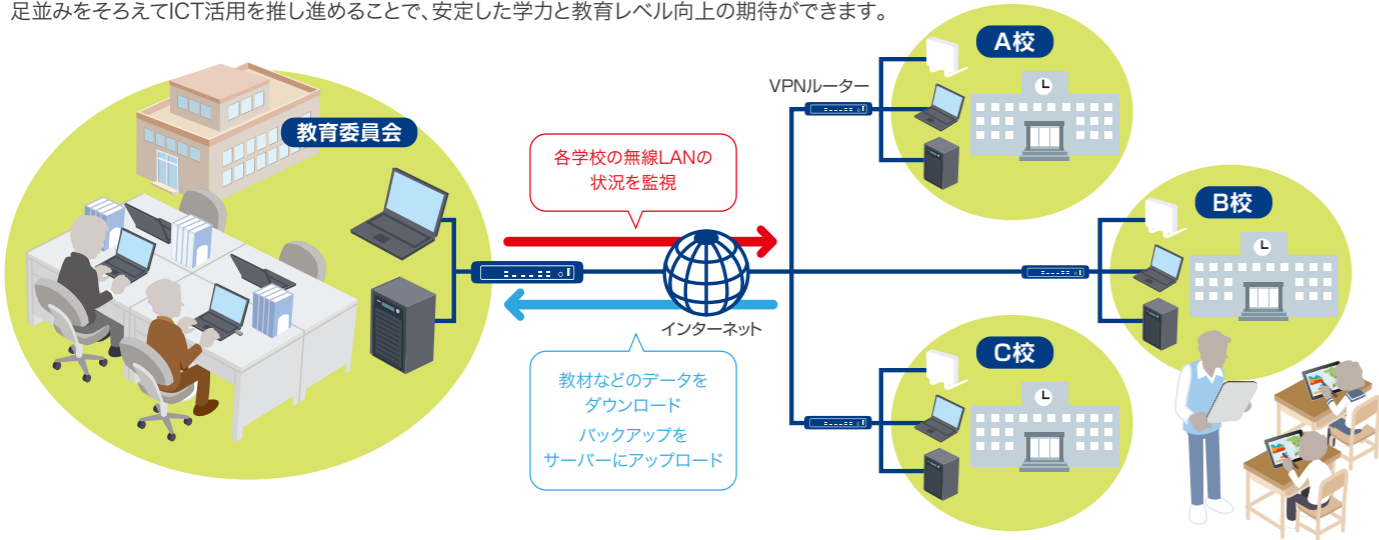 足並みをそろえてICT活用を推し進めることで、安定した学力と教育レベル向上の期待ができます。
教育委員会
各学校の無線LANの
状況を監視
インターネット
教材などのデータを
ダウンロード
バックアップを
サーバーにアップロード
VPNルーター
A校
B校
C校